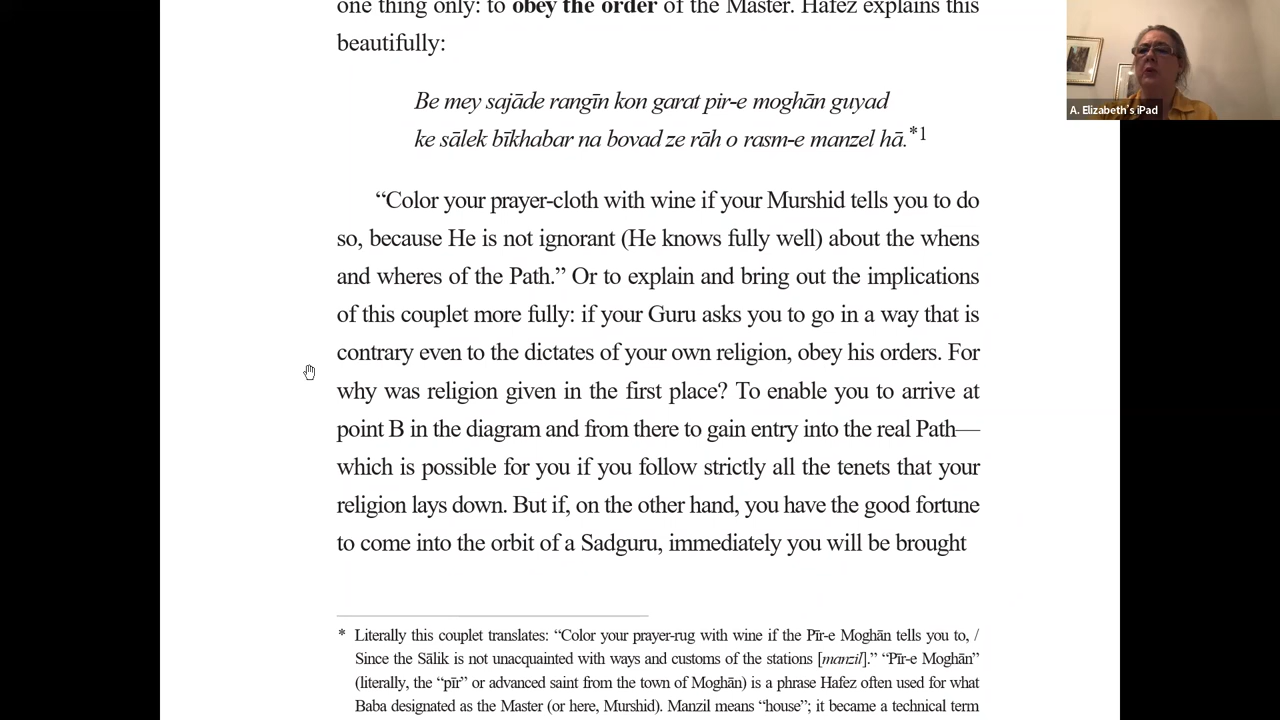 one thing only: to obey the order of the Master. Hafez explains this
beautifully:
Be mey sajāde rangīn kon garat pir-e moghān guyad
ke sālek bīkhabar na bovad ze rāh o rasm-e manzel hā.*1
“Color your prayer-cloth with wine if your Murshid tells you to do
so, because He is not ignorant (He knows fully well) about the whens
and wheres of the Path.” Or to explain and bring out the implications
of this couplet more fully: if your Guru asks you to go in a way that is
contrary even to the dictates of your own religion, obey his orders. For
why was religion given in the first place? To enable you to arrive at
point B in the diagram and from there to gain entry into the real Path—
which is possible for you if you follow strictly all the tenets that your
religion lays down. But if, on the other hand, you have the good fortune
to come into the orbit of a Sadguru, immediately you will be brought
* Literally this couplet translates: “Color your prayer-rug with wine if the Pīr-e Moghān tells you to, /
Since the Sālik is not unacquainted with ways and customs of the stations [manzil].” “Pīr-e Moghān”
(literally, the “pīr” or advanced saint from the town of Moghān) is a phrase Hafez often used for what
Baba designated as the Master (or here, Murshid). Manzil means “house”; it became a technical term
A. Elizabeth's iPad